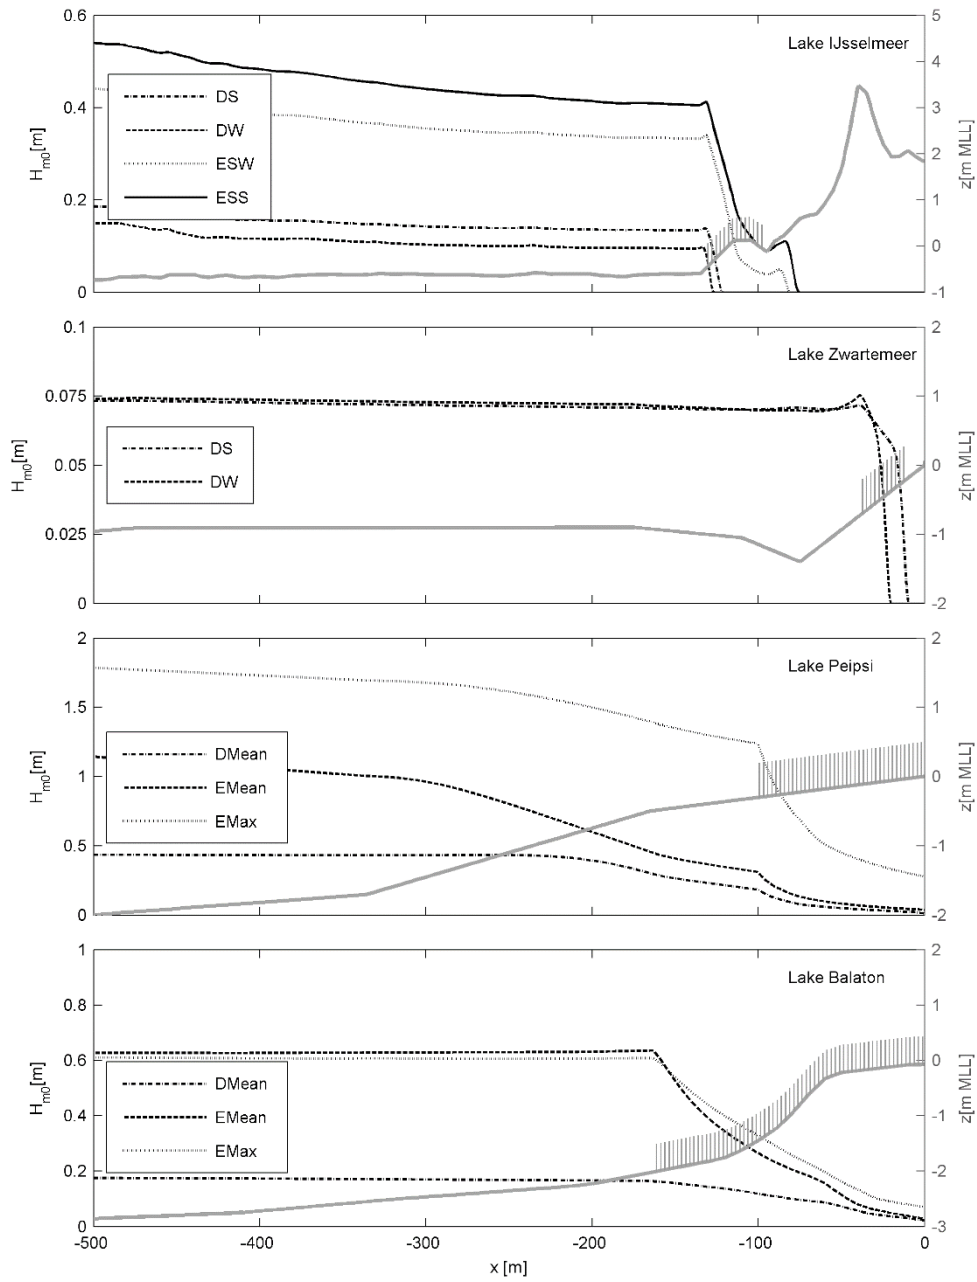 0.6
0.4
0.2
0
H_m0[m]
DS
DW
ESW
ESS
Lake IJsselmeer
5
4
3
2
1
0
-1
z[m MLL]
0.1
0.075
0.05
0.025
0
H_m0[m]
DS
DW
Lake Zwartemeer
2
1
0
-1
-2
z[m MLL]
2
1.5
1
0.5
0
H_m0[m]
DMean
EMean
EMax
Lake Peipsi
2
1
0
-1
-2
z[m MLL]
1
0.8
0.6
0.4
0.2
0
H_m0[m]
DMean
EMean
EMax
Lake Balaton
2
1
0
-1
-2
-3
z[m MLL]
-500 -400 -300 -200 -100 0
x [m]